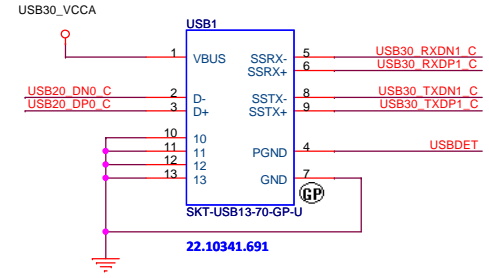 USB30_VCCA
USB1
1 VBUS SSRX- 5 USB30_RXDN1_C
SSRX+ 6 USB30_RXDP1_C
USB20_DN0_C 2 D- SSTX- 8 USB30_TXDN1_C
USB20_DP0_C 3 D+ SSTX+ 9 USB30_TXDP1_C
10 10
11 11 PGND 4 USBDET
12 12
13 13 GND 7
GP
SKT-USB13-70-GP-U
22.10341.691